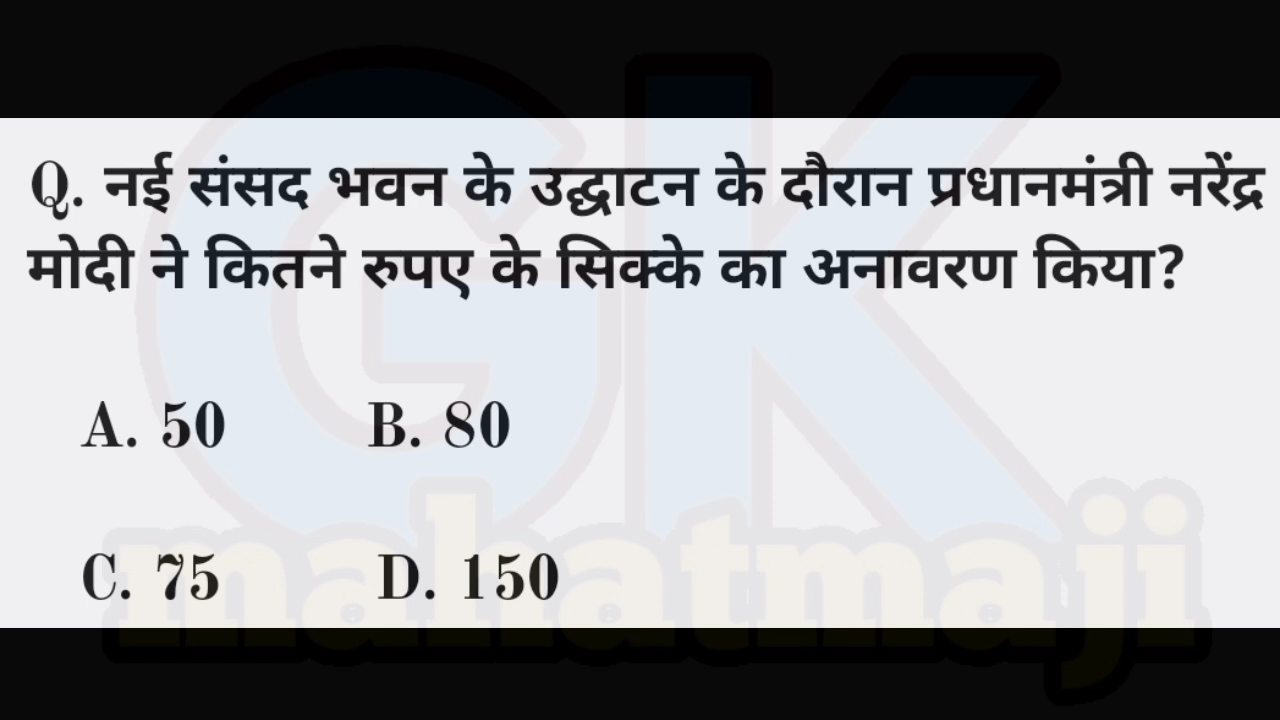 Q. नई संसद भवन के उद्घाटन के दौरान प्रधानमंत्री नरेंद्र
मोदी ने कितने रुपए के सिक्के का अनावरण किया?
A. 50 B. 80
C. 75 D. 150
GK
mahatmaji